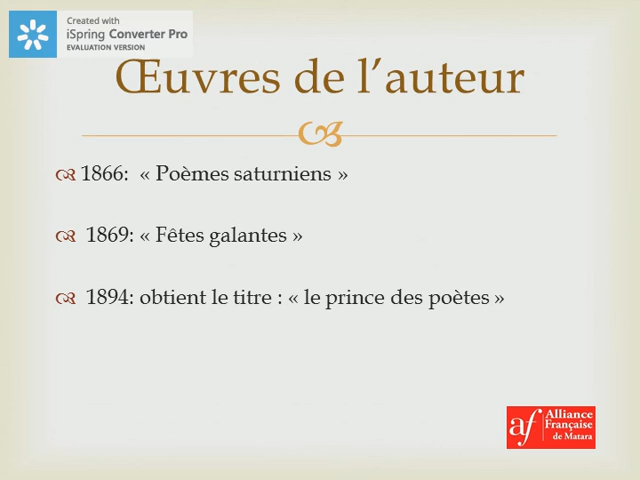 Created with
iSpring Converter Pro
EVALUATION VERSION
Œuvres de l’auteur
1866: « Poèmes saturniens »
1869: « Fêtes galantes »
1894: obtient le titre : « le prince des poètes »
af Alliance
Française
de Matara